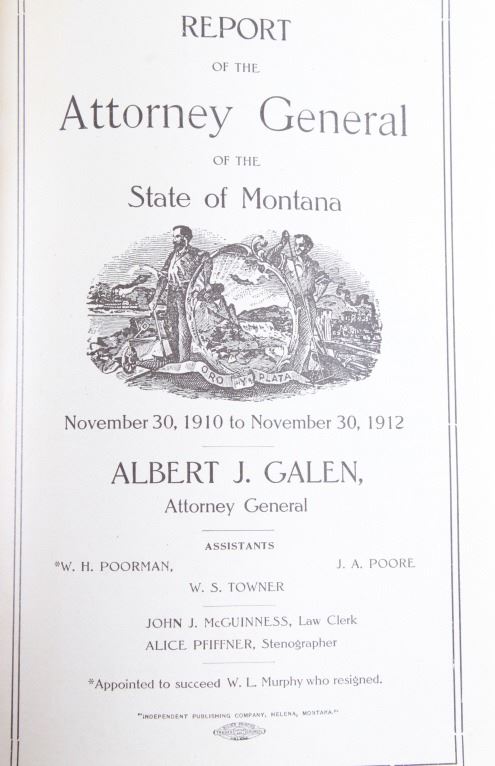 REPORT
OF THE
Attorney General
OF THE
State of Montana
ORO Y PLATA
November 30, 1910 to November 30, 1912
ALBERT J. GALEN,
Attorney General
ASSISTANTS
*W. H. POORMAN, J. A. POORE
W. S. TOWNER
JOHN J. McGUINNESS, Law Clerk
ALICE PFIFFNER, Stenographer
*Appointed to succeed W. L. Murphy who resigned.
"INDEPENDENT PUBLISHING COMPANY, HELENA, MONTANA."